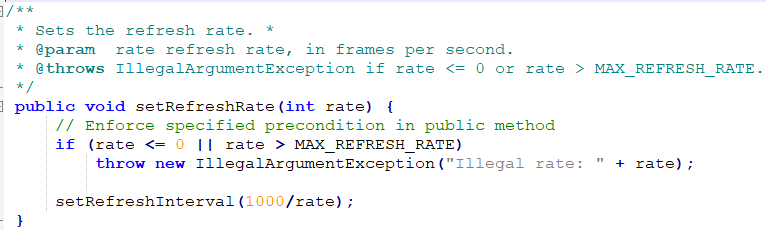 /**
 * Sets the refresh rate. *
 * @param  rate refresh rate, in frames per second.
 * @throws IllegalArgumentException if rate <= 0 or rate > MAX_REFRESH_RATE.
 */
public void setRefreshRate(int rate) {
    // Enforce specified precondition in public method
    if (rate <= 0 || rate > MAX_REFRESH_RATE)
        throw new IllegalArgumentException("Illegal rate: " + rate);
    setRefreshInterval(1000/rate);
}